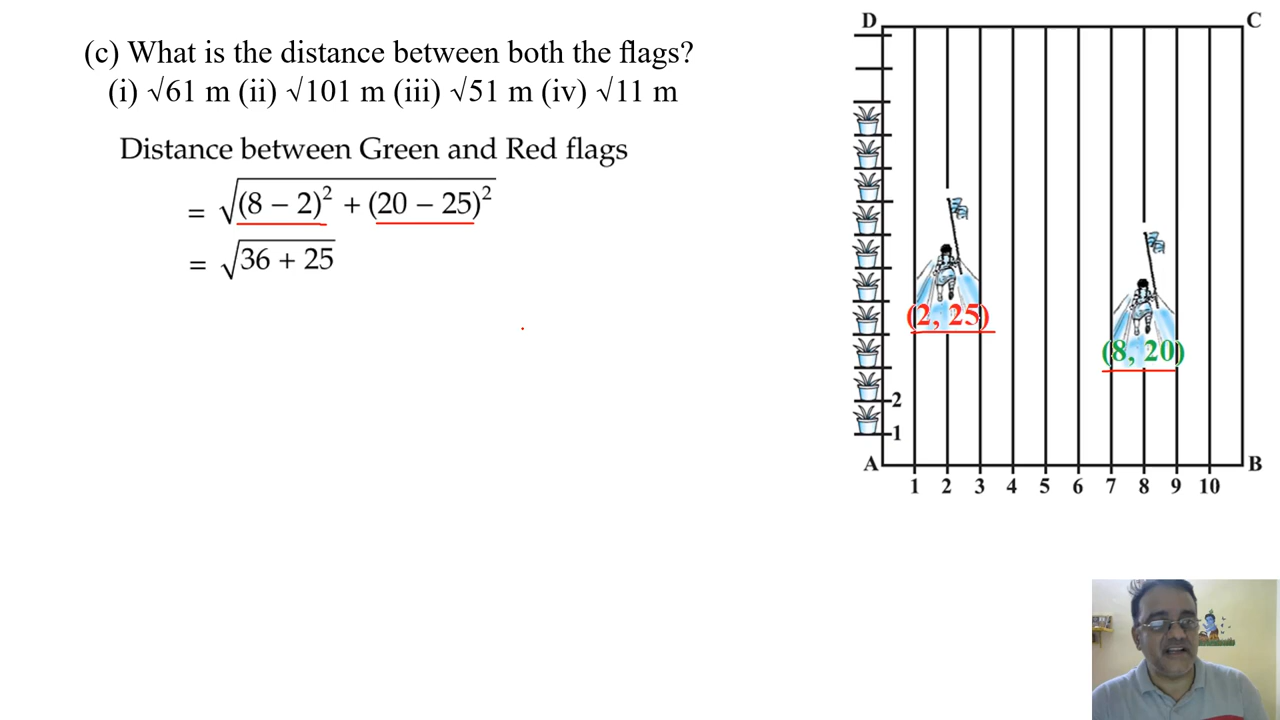 (c) What is the distance between both the flags?
(i) √61 m (ii) √101 m (iii) √51 m (iv) √11 m
Distance between Green and Red flags
= √(8 – 2)² + (20 – 25)²
= √36 + 25
D C
(2, 25)
(8, 20)
2
1
A B
1 2 3 4 5 6 7 8 9 10